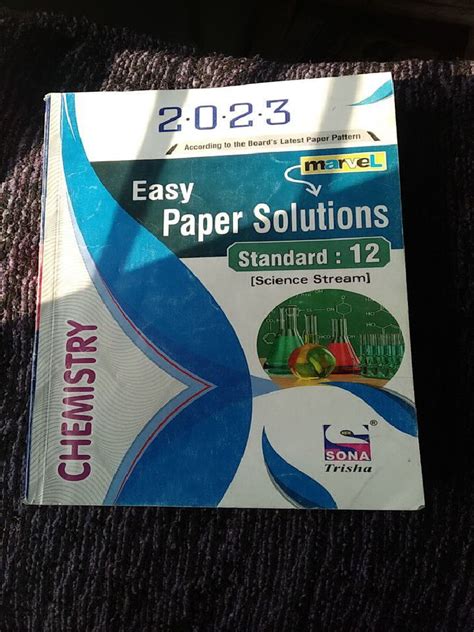 2·0·2·3
According to the Board's Latest Paper Pattern
marveL
Easy
Paper Solutions
Standard : 12
[Science Stream]
CHEMISTRY
NEW
SONA
®
Trisha